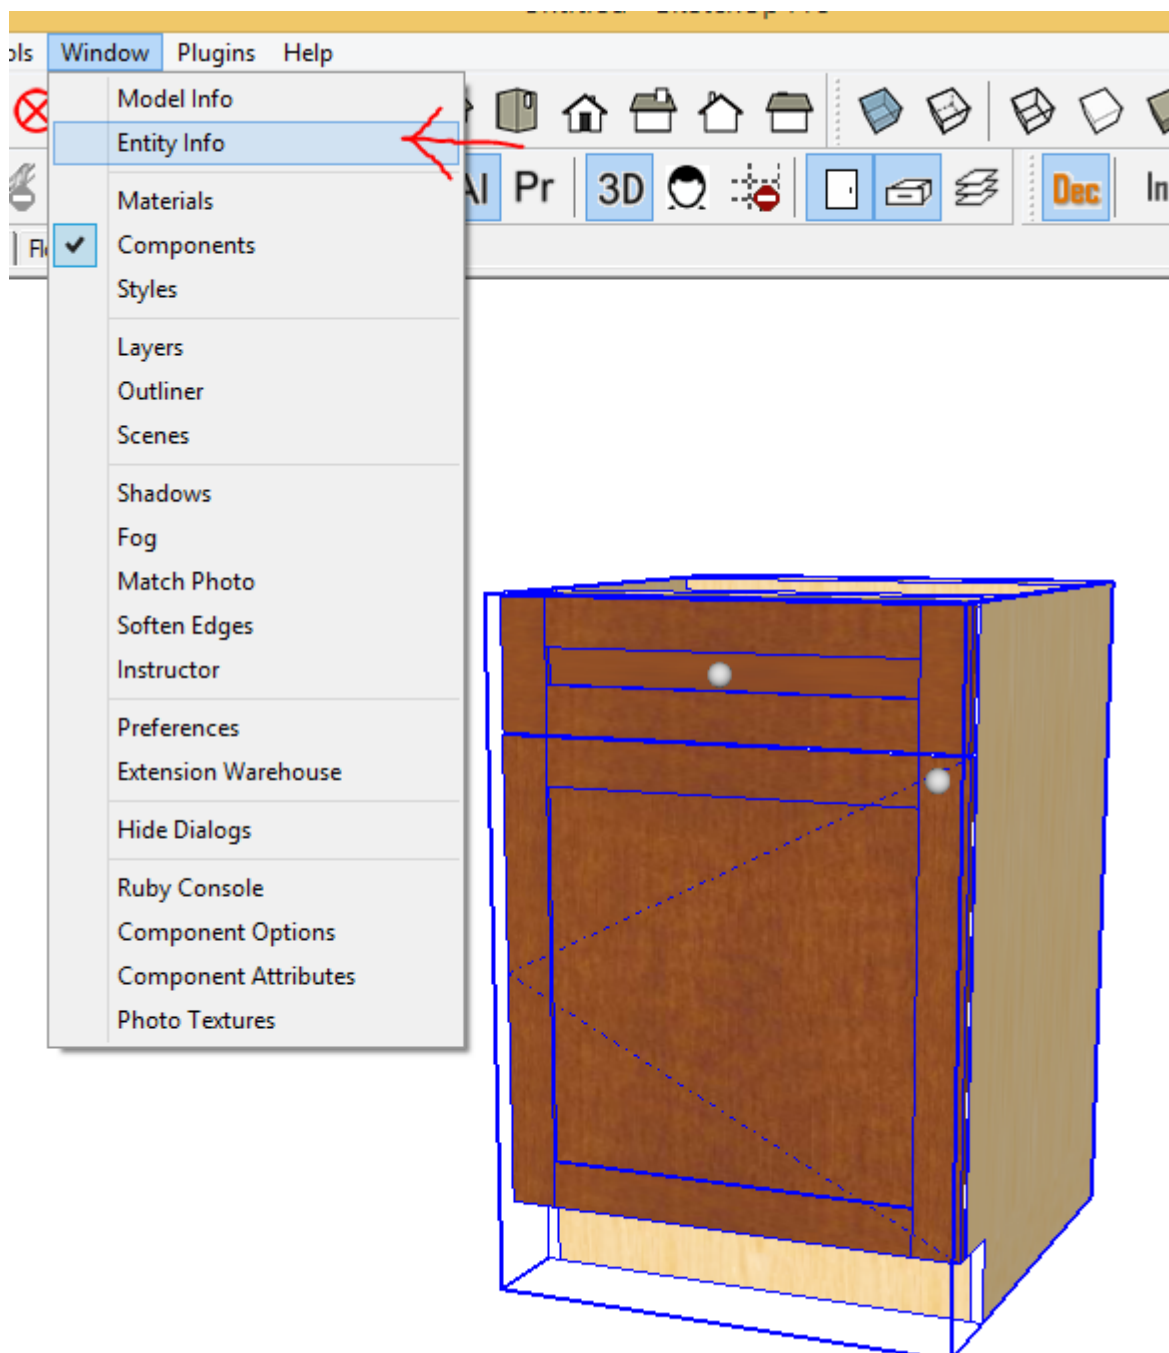 Window Plugins Help
Model Info
Entity Info
Pr 3D Dec
Materials
Components
Styles
Layers
Outliner
Scenes
Shadows
Fog
Match Photo
Soften Edges
Instructor
Preferences
Extension Warehouse
Hide Dialogs
Ruby Console
Component Options
Component Attributes
Photo Textures